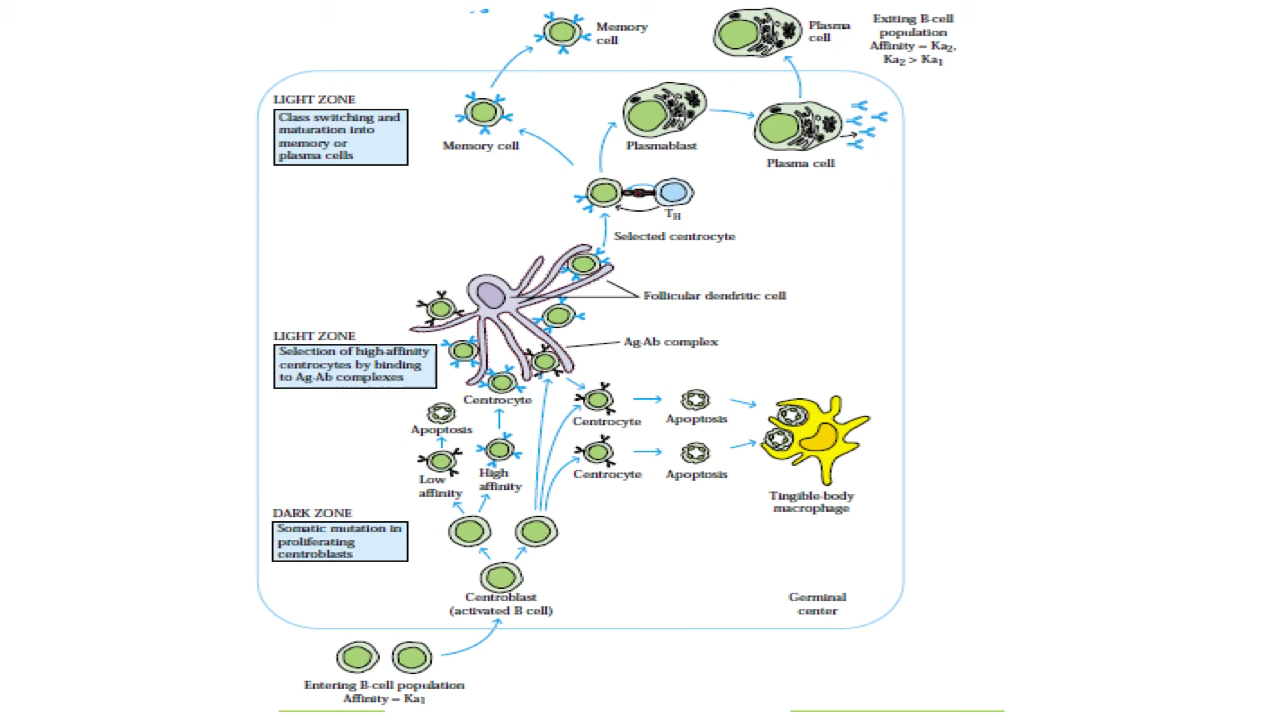 Memory
cell
Plasma
cell
Exiting B-cell
population
Affinity = Ka2,
Ka2 > Ka1
LIGHT ZONE
Class switching and
maturation into
memory or
plasma cells
Memory cell
Plasmablast
Plasma cell
TH
Selected centrocyte
Follicular dendritic cell
LIGHT ZONE
Selection of high-affinity
centrocytes by binding
to Ag-Ab complexes
Ag-Ab complex
Centrocyte
Apoptosis
Centrocyte
Apoptosis
Low
affinity
High
affinity
Centrocyte
Apoptosis
Tingible-body
macrophage
DARK ZONE
Somatic mutation in
proliferating
centroblasts
Centroblast
(activated B cell)
Germinal
center
Entering B-cell population
Affinity = Ka1